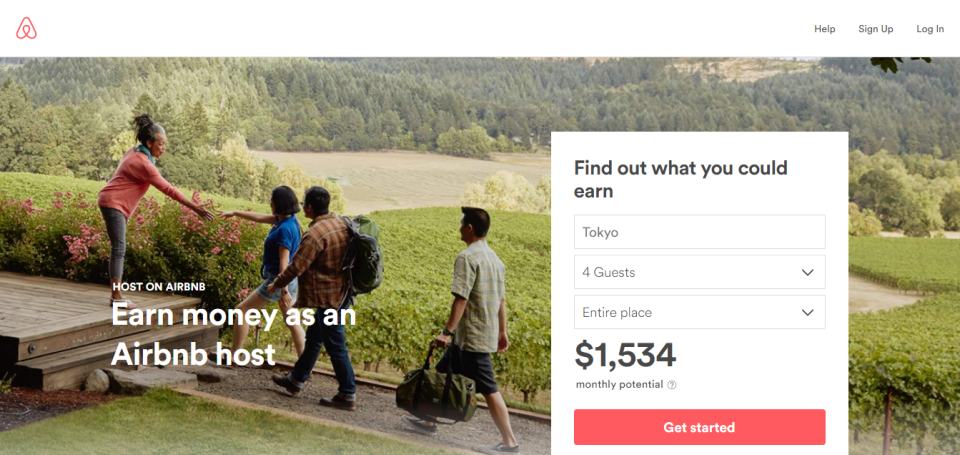 Help Sign Up Log In
HOST ON AIRBNB
Earn money as an
Airbnb host
Find out what you could
earn
Tokyo
4 Guests
Entire place
$1,534
monthly potential ?
Get started